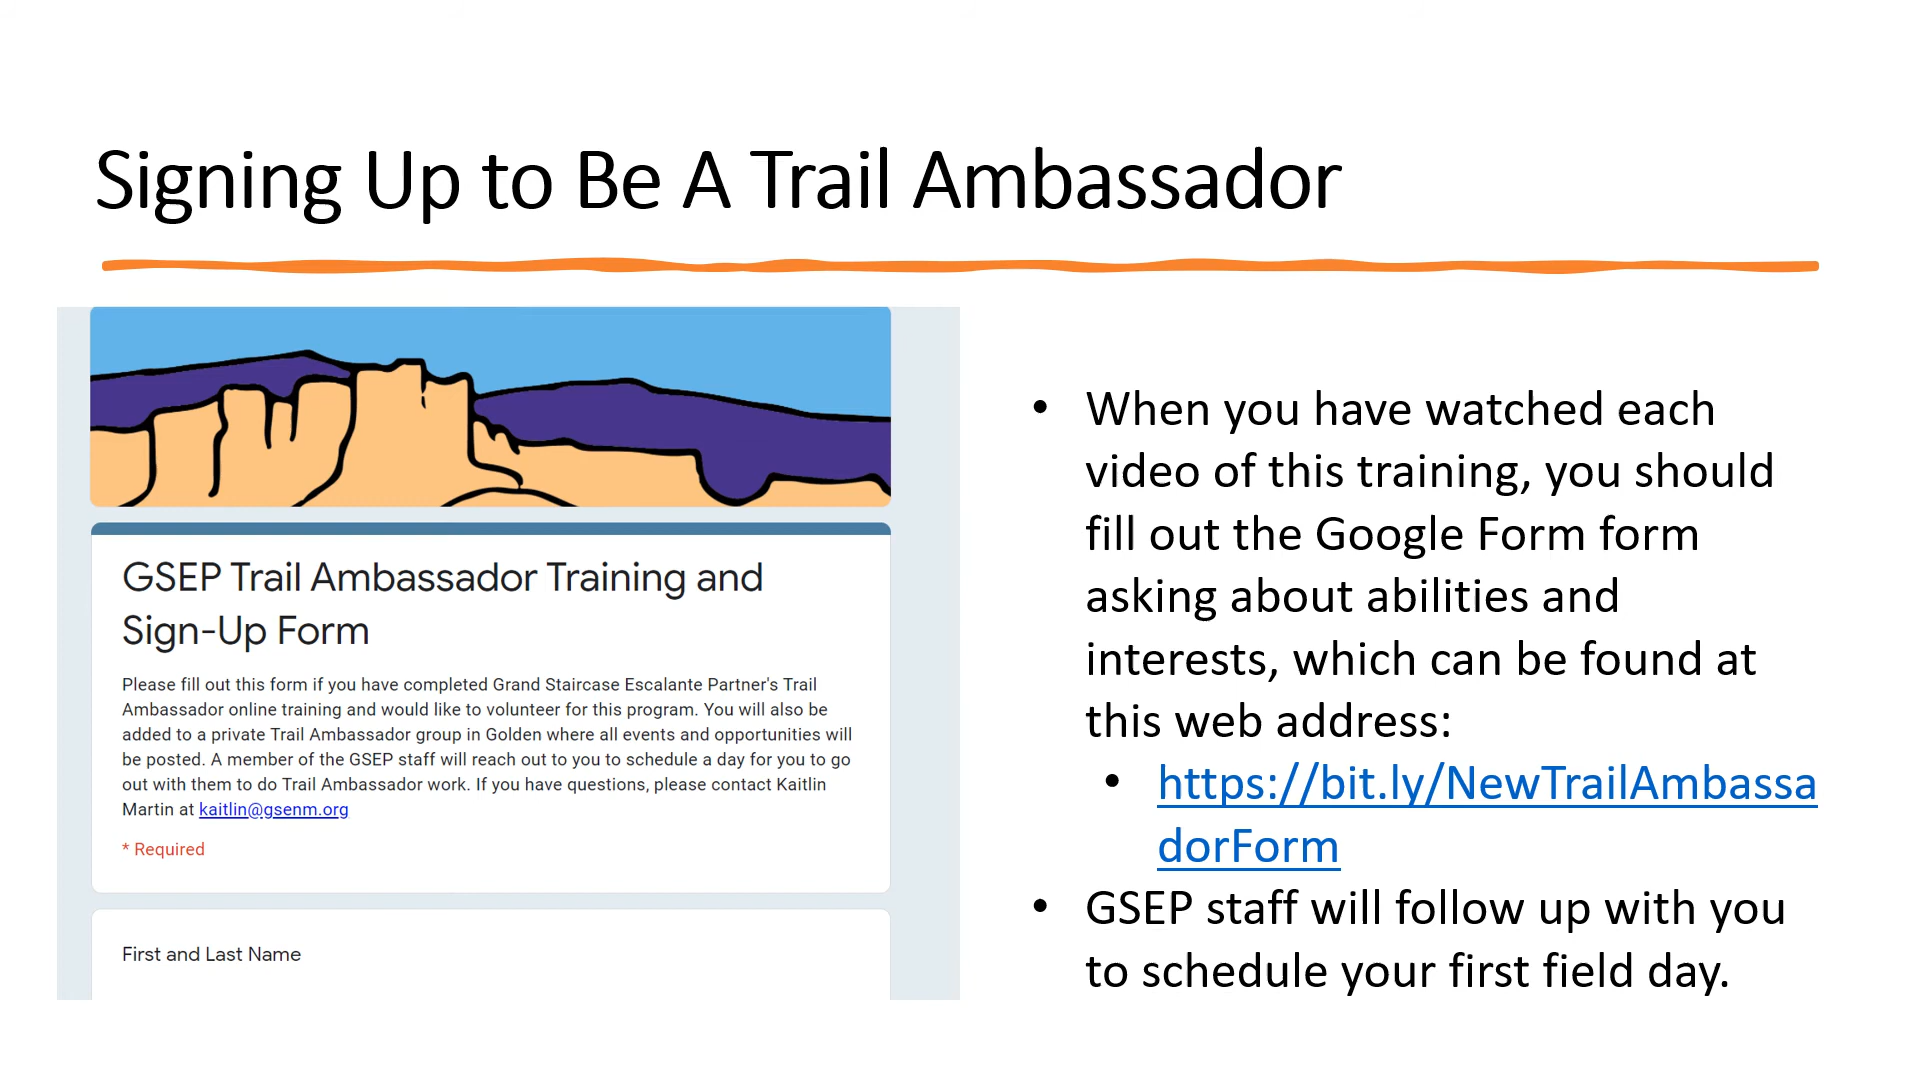 Signing Up to Be A Trail Ambassador
GSEP Trail Ambassador Training and
Sign-Up Form
Please fill out this form if you have completed Grand Staircase Escalante Partner's Trail
Ambassador online training and would like to volunteer for this program. You will also be
added to a private Trail Ambassador group in Golden where all events and opportunities will
be posted. A member of the GSEP staff will reach out to you to schedule a day for you to go
out with them to do Trail Ambassador work. If you have questions, please contact Kaitlin
Martin at kaitlin@gsenm.org
* Required
First and Last Name
• When you have watched each
video of this training, you should
fill out the Google Form form
asking about abilities and
interests, which can be found at
this web address:
• https://bit.ly/NewTrailAmbassa
dorForm
• GSEP staff will follow up with you
to schedule your first field day.